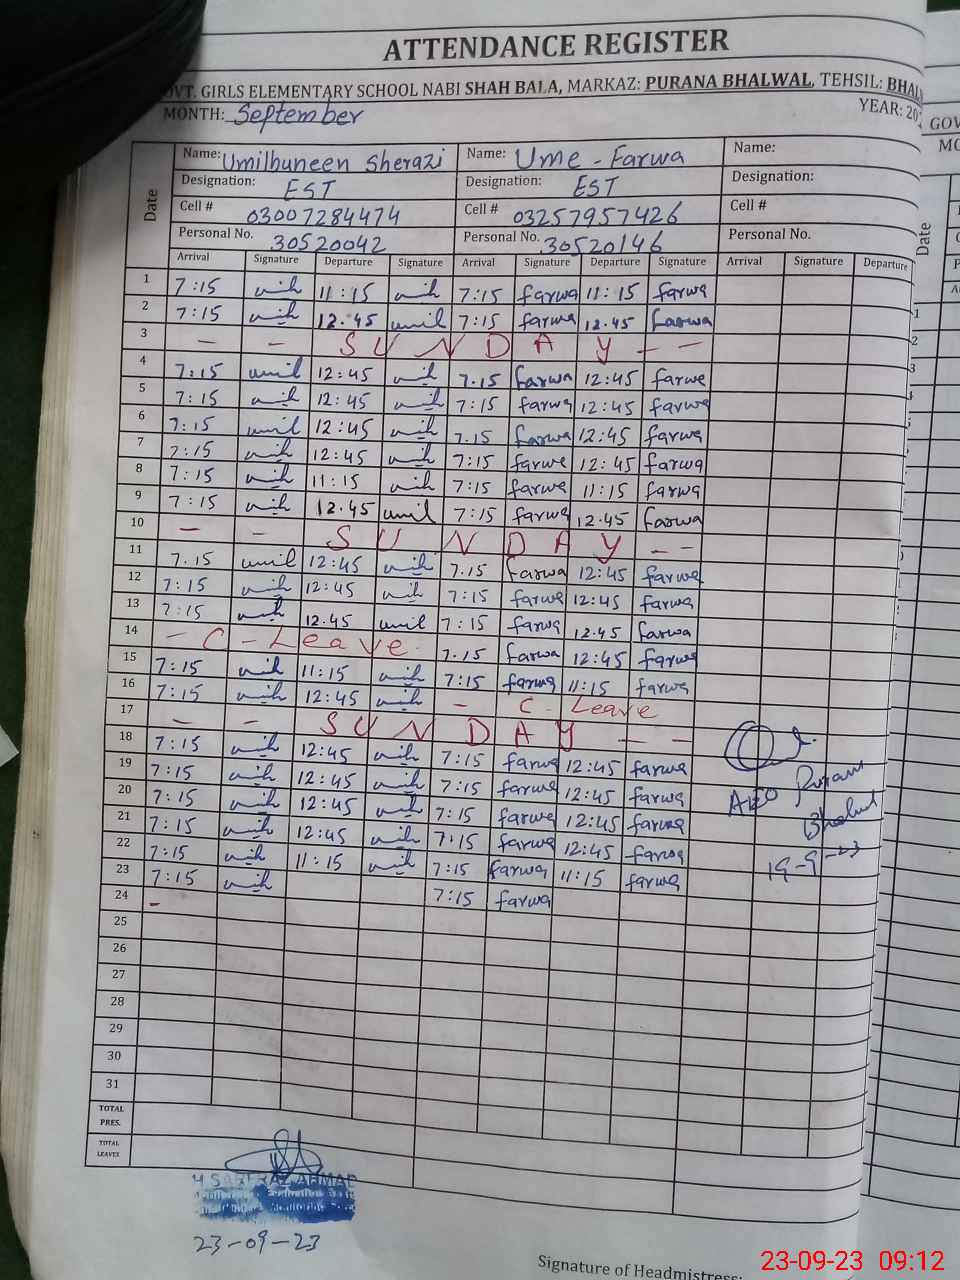 ATTENDANCE REGISTER
OVT. GIRLS ELEMENTARY SCHOOL NABI SHAH BALA, MARKAZ: PURANA BHALWAL, TEHSIL: BHAL
MONTH: September YEAR: 202
GOV
MO
Name: Umilbuneen Sherazi Name: Ume - Farwa Name:
Designation: EST Designation: EST Designation:
Cell # 03007284474 Cell # 03257957426 Cell #
Personal No. 30520042 Personal No. 30520146 Personal No.
Date Arrival Signature Departure Signature Arrival Signature Departure Signature Arrival Signature Departure Date
1 7:15 11:15 7:15 farwa 11:15 farwa
2 7:15 12.45 umil 7:15 farwa 12.45 farwa
3 - - SUNDAY - -
4 7:15 umil 12:45 7.15 farwa 12:45 farwa
5 7:15 12:45 7:15 farwa 12:45 farwa
6 7:15 umil 12:45 7.15 farwa 12:45 farwa
7 7:15 12:45 7:15 farwa 12:45 farwa
8 7:15 11:15 7:15 farwa 11:15 farwa
9 7:15 12.45 umil 7:15 farwa 12.45 farwa
10 - - SUNDAY - -
11 7.15 umil 12:45 7.15 farwa 12:45 farwa
12 7:15 12:45 7:15 farwa 12:45 farwa
13 7:15 12.45 umil 7:15 farwa 12.45 farwa
14 - C - Leave 7.15 farwa 12:45 farwa
15 7:15 11:15 7:15 farwa 11:15 farwa
16 7:15 12:45 - C - Leave
17 - - SUNDAY - -
18 7:15 12:45 7:15 farwa 12:45 farwa
19 7:15 12:45 7:15 farwa 12:45 farwa
20 7:15 12:45 7:15 farwa 12:45 farwa
21 7:15 12:45 7:15 farwa 12:45 farwa
22 7:15 11:15 7:15 farwa 11:15 farwa
23 7:15 7:15 farwa
24 -
25
26
27
28
29
30
31
AEO
19-9-23
TOTAL PRES.
TOTAL LEAVES
23-09-23
Signature of Headmistress:
23-09-23 09:12